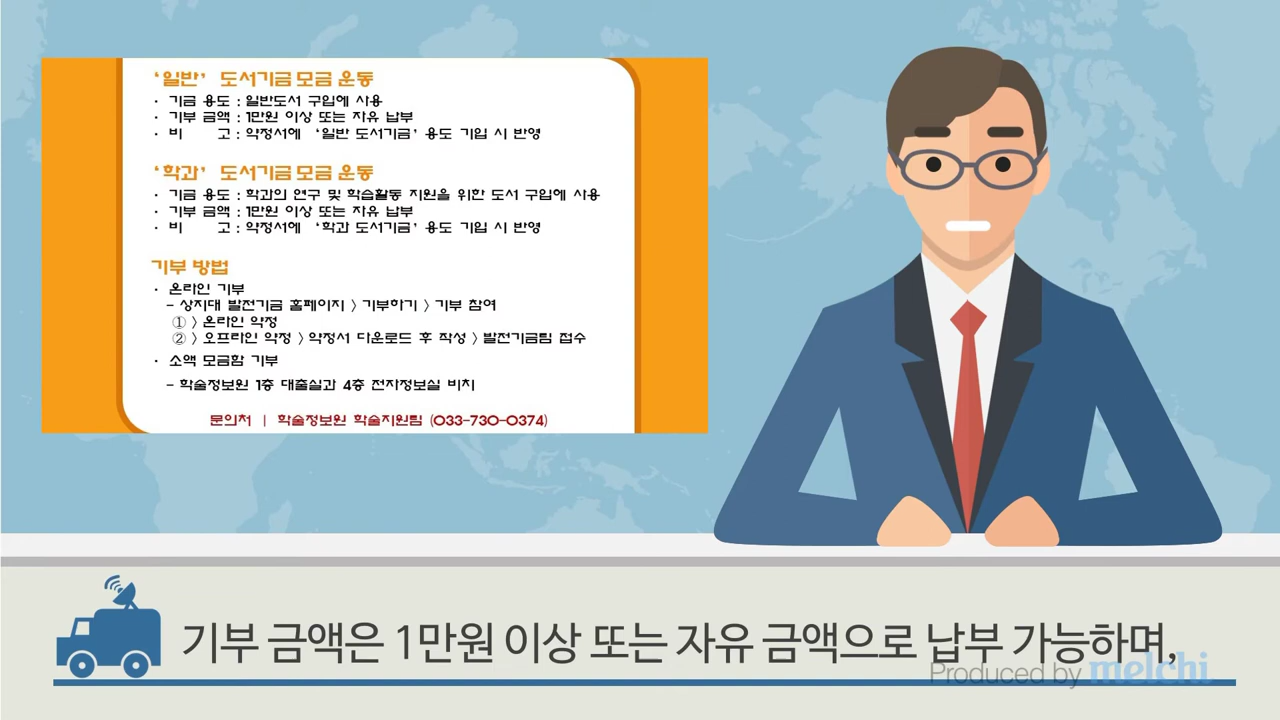 ‘일반’ 도서기금 모금 운동
· 기금 용도 : 일반도서 구입에 사용
· 기부 금액 : 1만원 이상 또는 자유 납부
· 비 고 : 약정서에 ‘일반 도서기금’ 용도 기입 시 반영
‘학과’ 도서기금 모금 운동
· 기금 용도 : 학과의 연구 및 학습활동 지원을 위한 도서 구입에 사용
· 기부 금액 : 1만원 이상 또는 자유 납부
· 비 고 : 약정서에 ‘학과 도서기금’ 용도 기입 시 반영
기부 방법
· 온라인 기부
- 상지대 발전기금 홈페이지 > 기부하기 > 기부 참여
① > 온라인 약정
② > 오프라인 약정 > 약정서 다운로드 후 작성 > 발전기금팀 접수
· 소액 모금함 기부
- 학술정보원 1층 대출실과 4층 전자정보실 비치
문의처 | 학술정보원 학술지원팀 (033-730-0374)
기부 금액은 1만원 이상 또는 자유 금액으로 납부 가능하며,
Produced by melchi